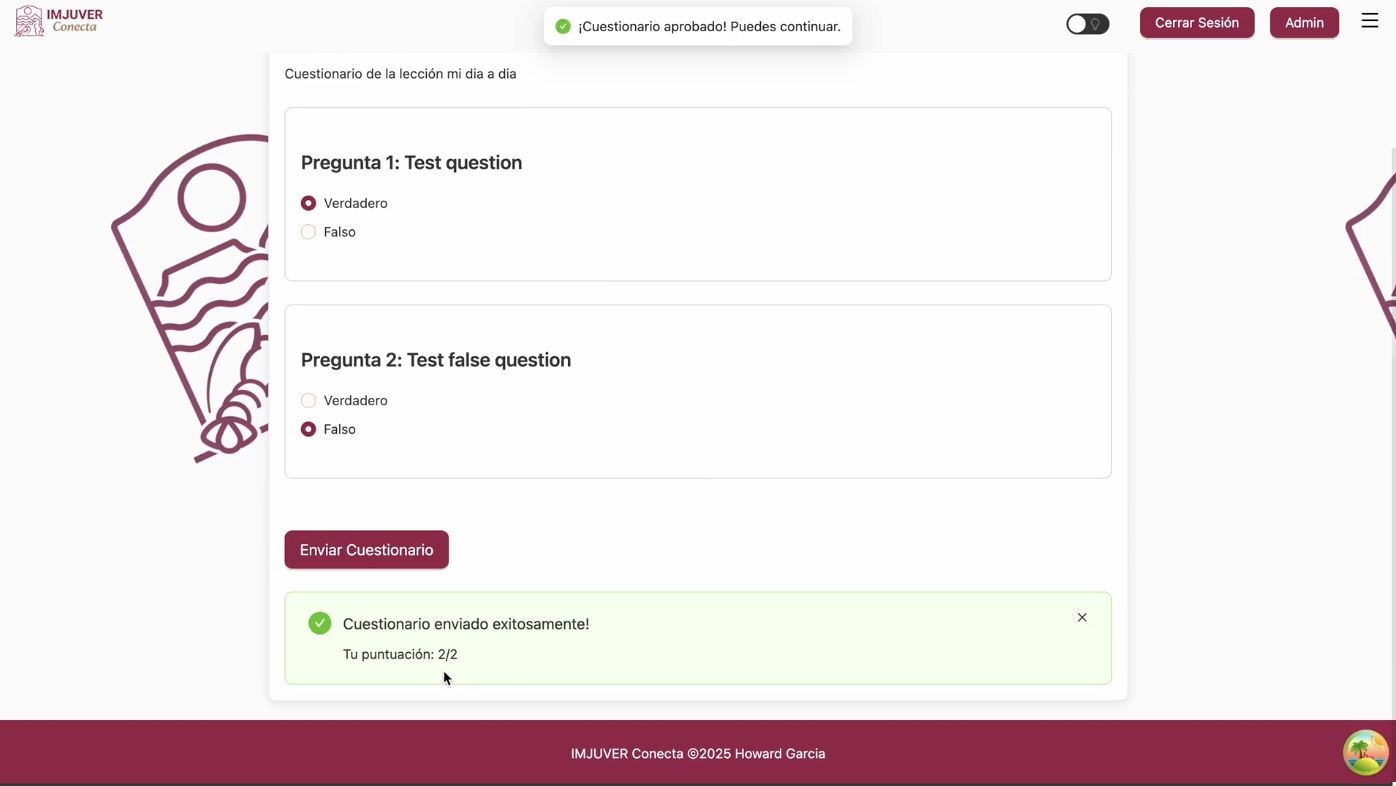 IMJUVER
Conecta
¡Cuestionario aprobado! Puedes continuar.
Cerrar Sesión
Admin
Cuestionario de la lección mi dia a dia
Pregunta 1: Test question
Verdadero
Falso
Pregunta 2: Test false question
Verdadero
Falso
Enviar Cuestionario
Cuestionario enviado exitosamente!
Tu puntuación: 2/2
IMJUVER Conecta ©2025 Howard Garcia